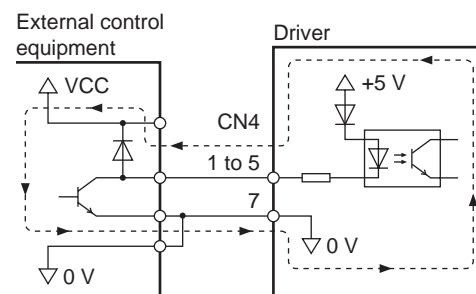 External control
equipment
Driver
VCC
+5 V
CN4
1 to 5
7
0 V
0 V